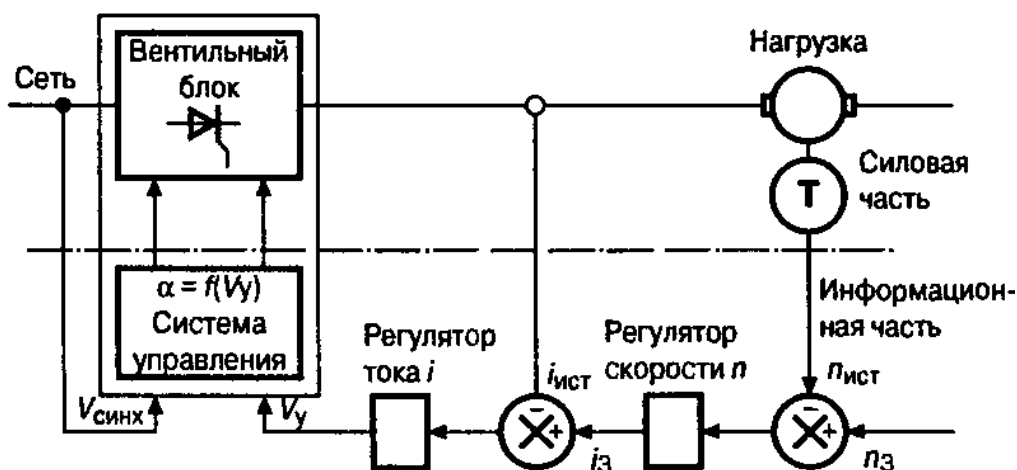 Сеть
Вентильный
блок
Нагрузка
Силовая
часть
T
α = f(Vу)
Система
управления
Информацион-
ная часть
Регулятор
тока i
iист
Регулятор
скорости n
nист
Vсинх
Vу
-
+
iз
-
+
nз